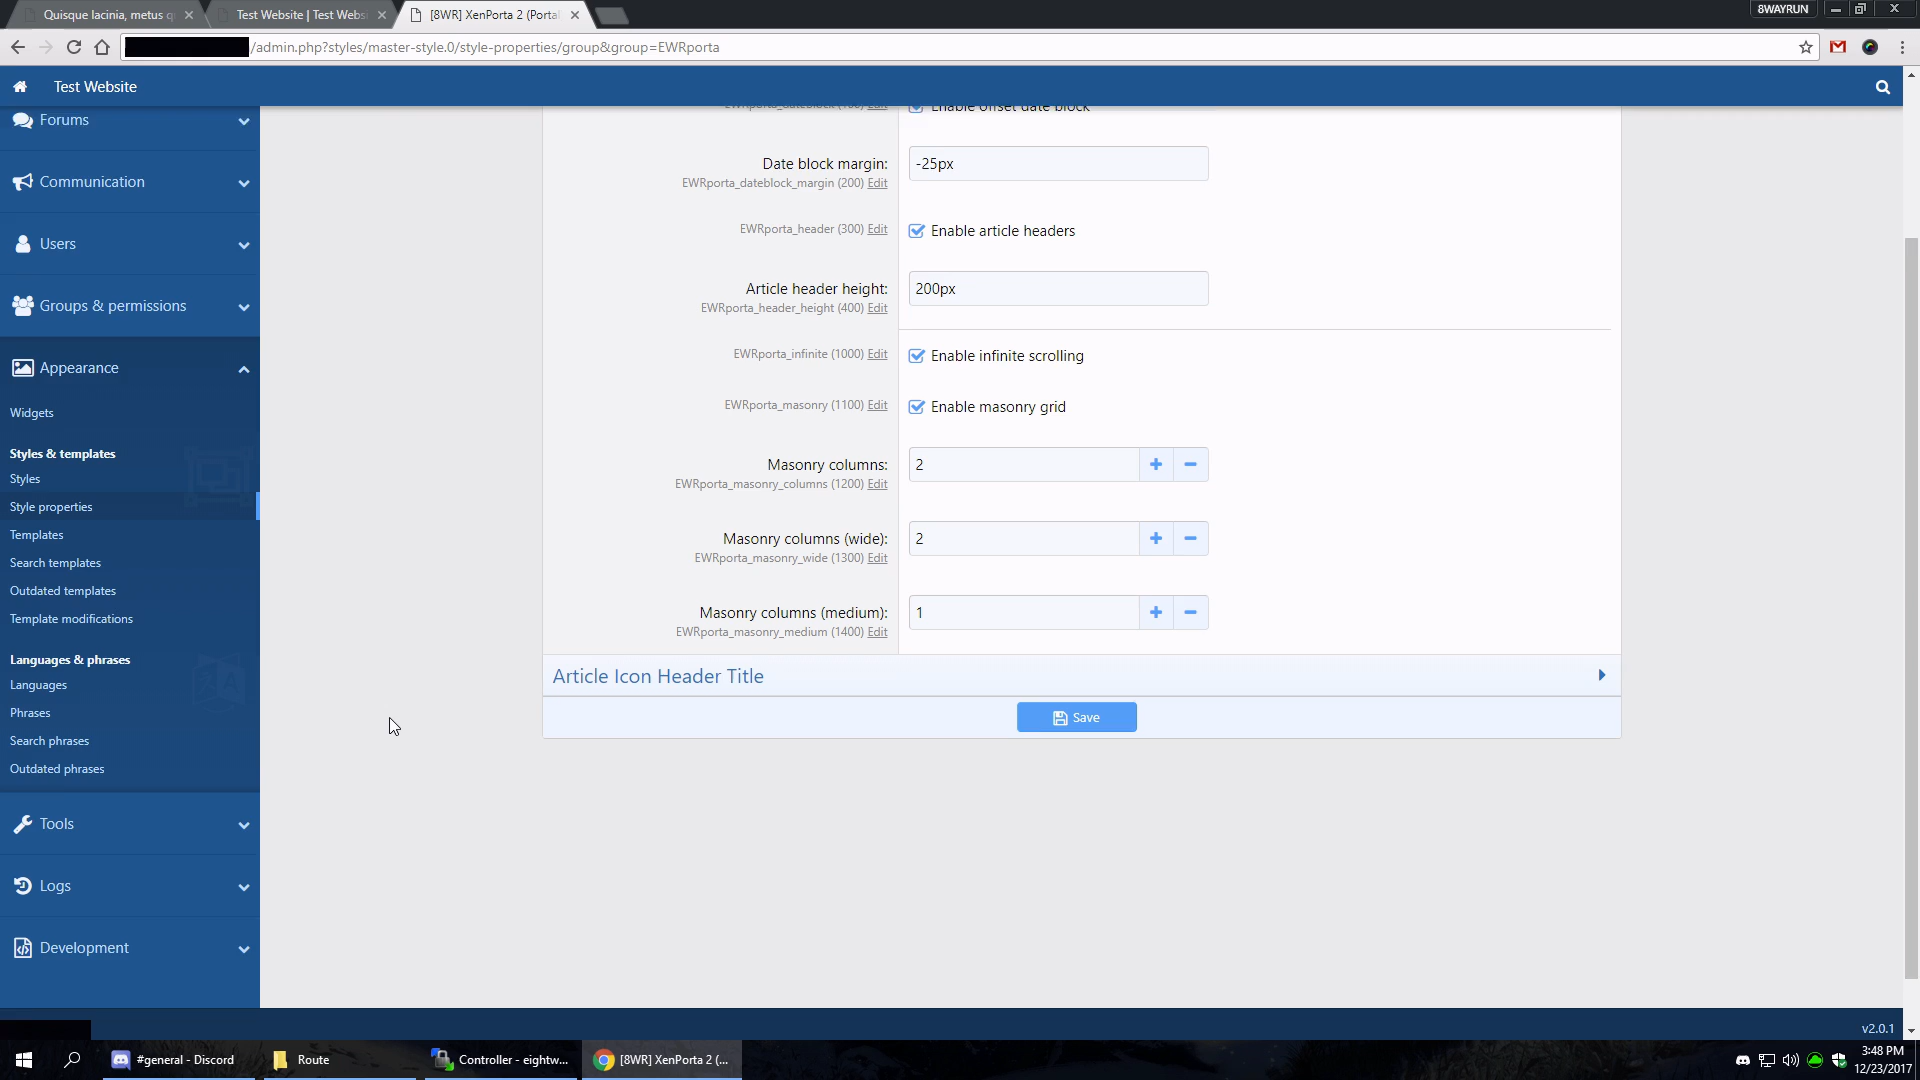 Quisque lacinia, metus q
Test Website | Test Websi
[8WR] XenPorta 2 (Portal
8WAYRUN
/admin.php?styles/master-style.0/style-properties/group&group=EWRporta
Test Website
Forums
Communication
Users
Groups & permissions
Appearance
Widgets
Styles & templates
Styles
Style properties
Templates
Search templates
Outdated templates
Template modifications
Languages & phrases
Languages
Phrases
Search phrases
Outdated phrases
Tools
Logs
Development
EWRporta_dateblock (100) Edit
Enable offset date block
Date block margin:
EWRporta_dateblock_margin (200) Edit
-25px
EWRporta_header (300) Edit
Enable article headers
Article header height:
EWRporta_header_height (400) Edit
200px
EWRporta_infinite (1000) Edit
Enable infinite scrolling
EWRporta_masonry (1100) Edit
Enable masonry grid
Masonry columns:
EWRporta_masonry_columns (1200) Edit
2
Masonry columns (wide):
EWRporta_masonry_wide (1300) Edit
2
Masonry columns (medium):
EWRporta_masonry_medium (1400) Edit
1
Article Icon Header Title
Save
v2.0.1
#general - Discord
Route
Controller - eightw...
[8WR] XenPorta 2 (...
3:48 PM
12/23/2017